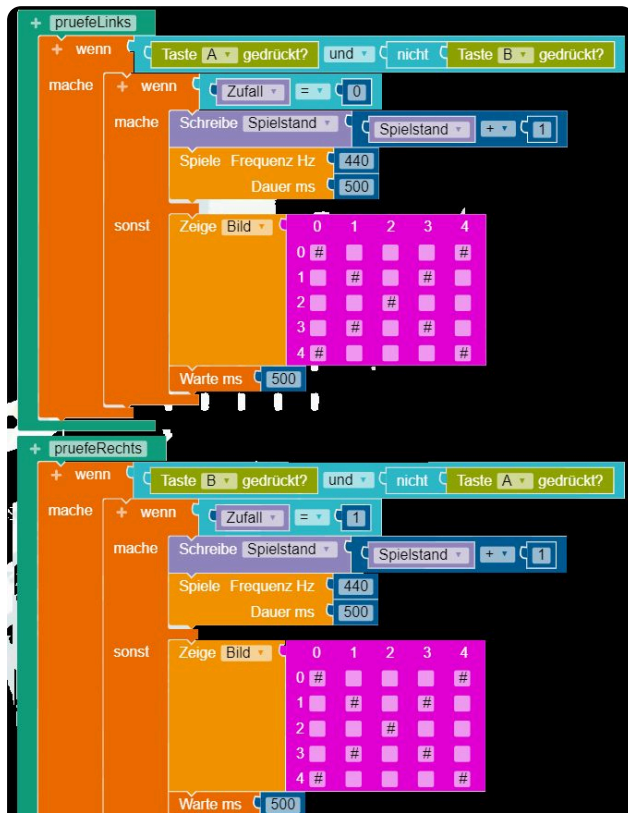 + pruefeLinks
+ wenn Taste A gedrückt? und nicht Taste B gedrückt?
mache + wenn Zufall = 0
mache Schreibe Spielstand Spielstand + 1
Spiele Frequenz Hz 440
Dauer ms 500
sonst Zeige Bild 0 1 2 3 4
0 # #
1 # #
2 #
3 # #
4 # #
Warte ms 500
+ pruefeRechts
+ wenn Taste B gedrückt? und nicht Taste A gedrückt?
mache + wenn Zufall = 1
mache Schreibe Spielstand Spielstand + 1
Spiele Frequenz Hz 440
Dauer ms 500
sonst Zeige Bild 0 1 2 3 4
0 # #
1 # #
2 #
3 # #
4 # #
Warte ms 500